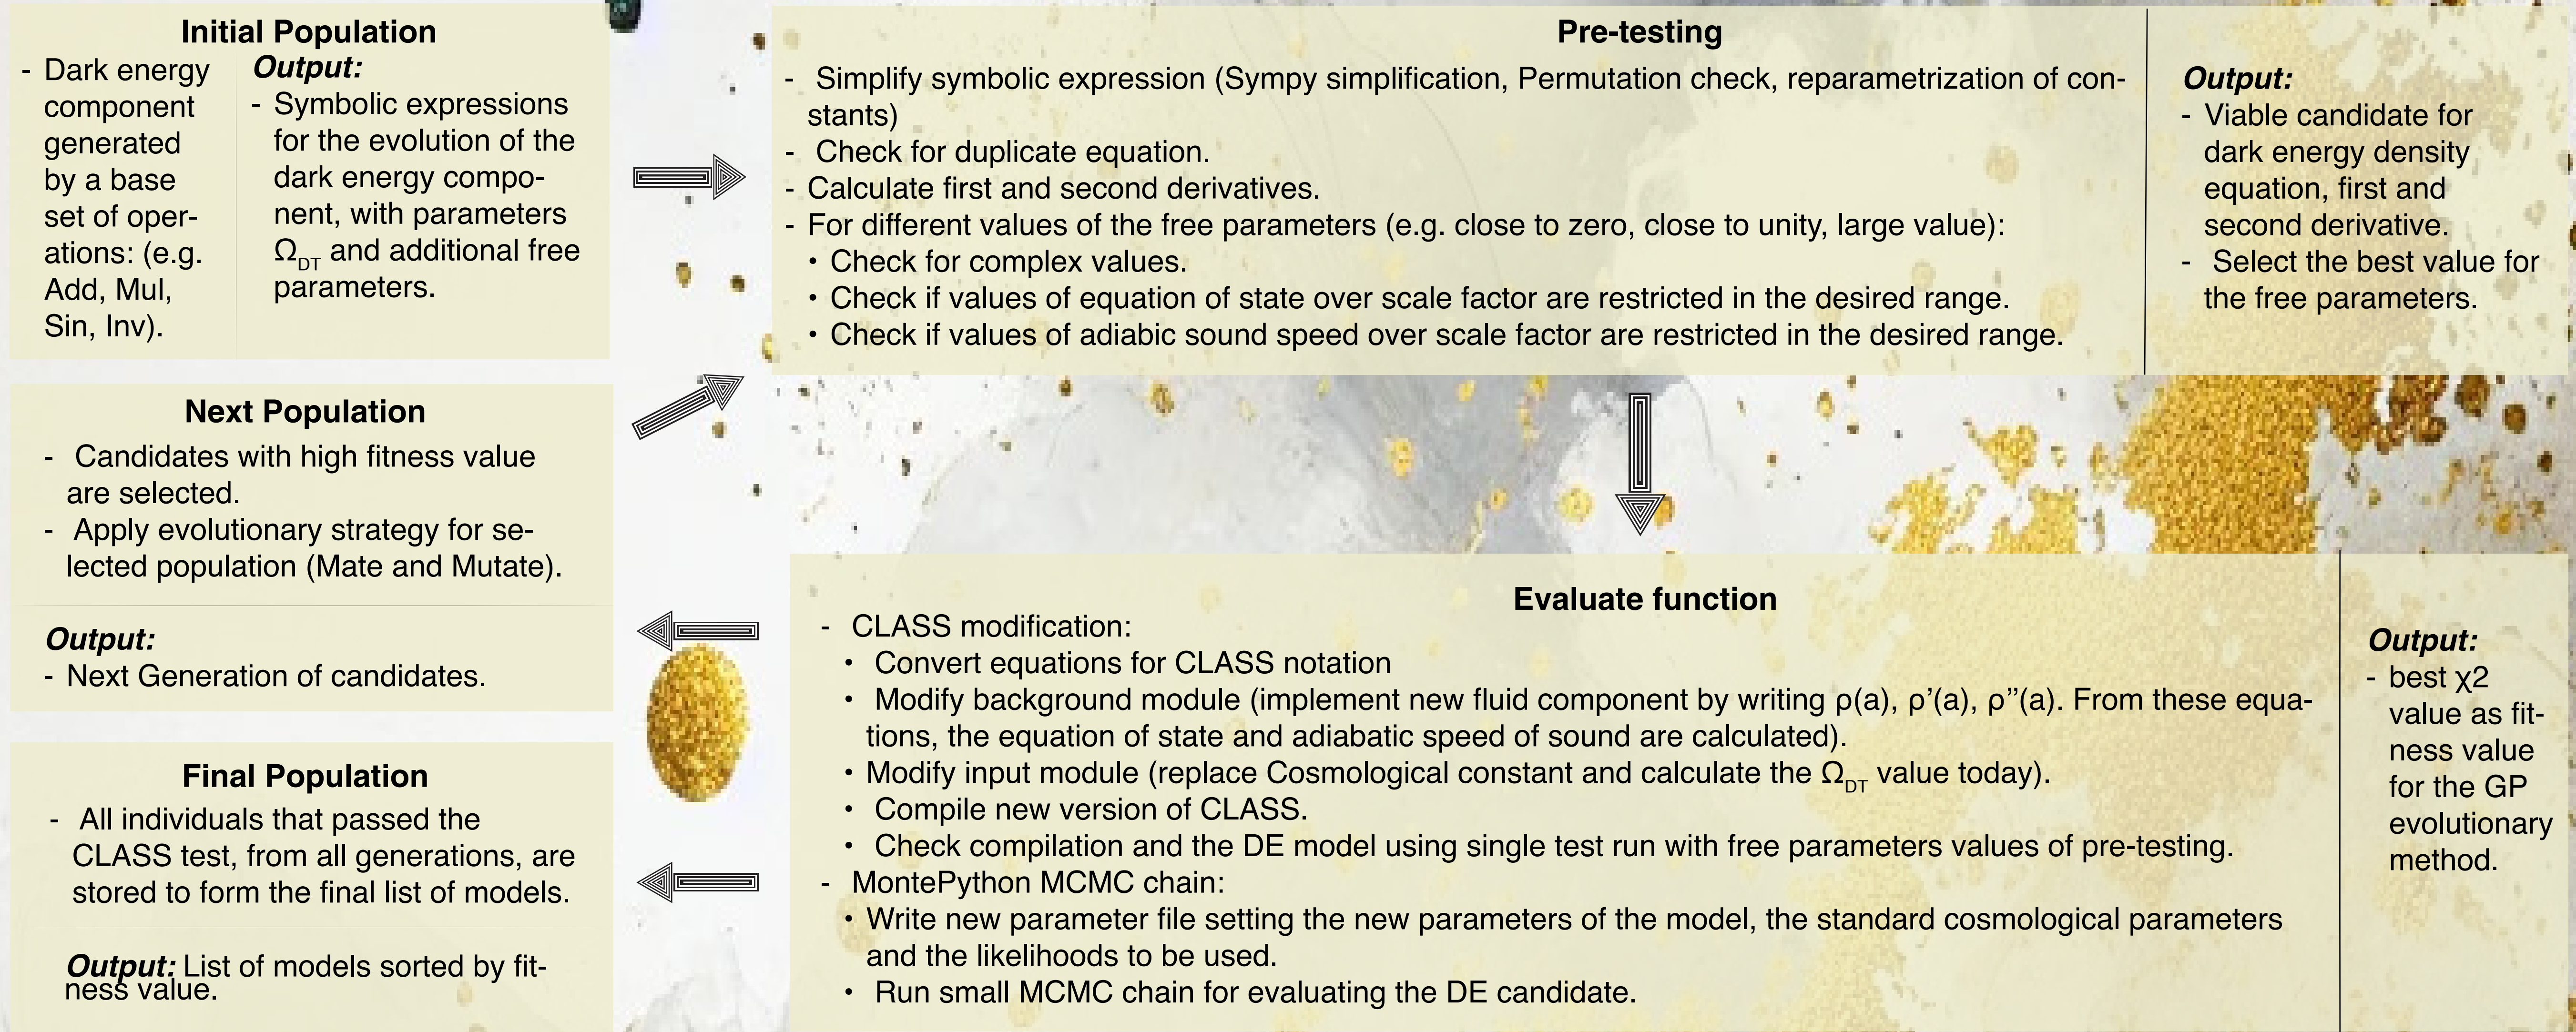 Initial Population
- Dark energy
component
generated
by a base
set of oper-
ations: (e.g.
Add, Mul,
Sin, Inv).
Output:
- Symbolic expressions
for the evolution of the
dark energy compo-
nent, with parameters
Ω_DT and additional free
parameters.
Pre-testing
- Simplify symbolic expression (Sympy simplification, Permutation check, reparametrization of con-
stants)
- Check for duplicate equation.
- Calculate first and second derivatives.
- For different values of the free parameters (e.g. close to zero, close to unity, large value):
• Check for complex values.
• Check if values of equation of state over scale factor are restricted in the desired range.
• Check if values of adiabic sound speed over scale factor are restricted in the desired range.
Output:
- Viable candidate for
dark energy density
equation, first and
second derivative.
- Select the best value for
the free parameters.
Next Population
- Candidates with high fitness value
are selected.
- Apply evolutionary strategy for se-
lected population (Mate and Mutate).
Output:
- Next Generation of candidates.
Evaluate function
- CLASS modification:
• Convert equations for CLASS notation
• Modify background module (implement new fluid component by writing ρ(a), ρ’(a), ρ’’(a). From these equa-
tions, the equation of state and adiabatic speed of sound are calculated).
• Modify input module (replace Cosmological constant and calculate the Ω_DT value today).
• Compile new version of CLASS.
• Check compilation and the DE model using single test run with free parameters values of pre-testing.
- MontePython MCMC chain:
• Write new parameter file setting the new parameters of the model, the standard cosmological parameters
and the likelihoods to be used.
• Run small MCMC chain for evaluating the DE candidate.
Output:
- best χ2
value as fit-
ness value
for the GP
evolutionary
method.
Final Population
- All individuals that passed the
CLASS test, from all generations, are
stored to form the final list of models.
Output: List of models sorted by fit-
ness value.